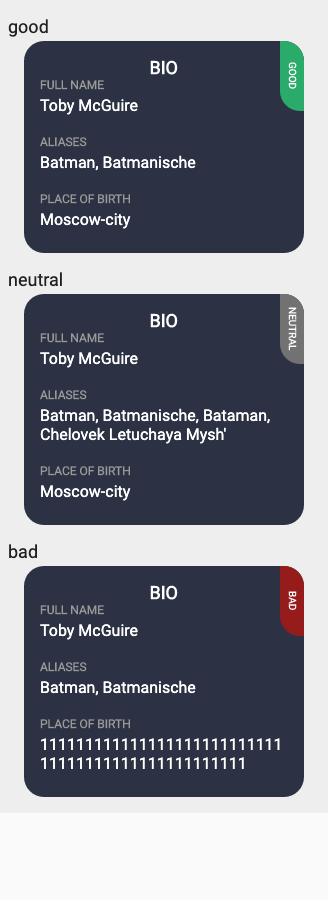 good
BIO
GOOD
FULL NAME
Toby McGuire
ALIASES
Batman, Batmanische
PLACE OF BIRTH
Moscow-city
neutral
BIO
NEUTRAL
FULL NAME
Toby McGuire
ALIASES
Batman, Batmanische, Bataman,
Chelovek Letuchaya Mysh'
PLACE OF BIRTH
Moscow-city
bad
BIO
BAD
FULL NAME
Toby McGuire
ALIASES
Batman, Batmanische
PLACE OF BIRTH
111111111111111111111111111
11111111111111111111111